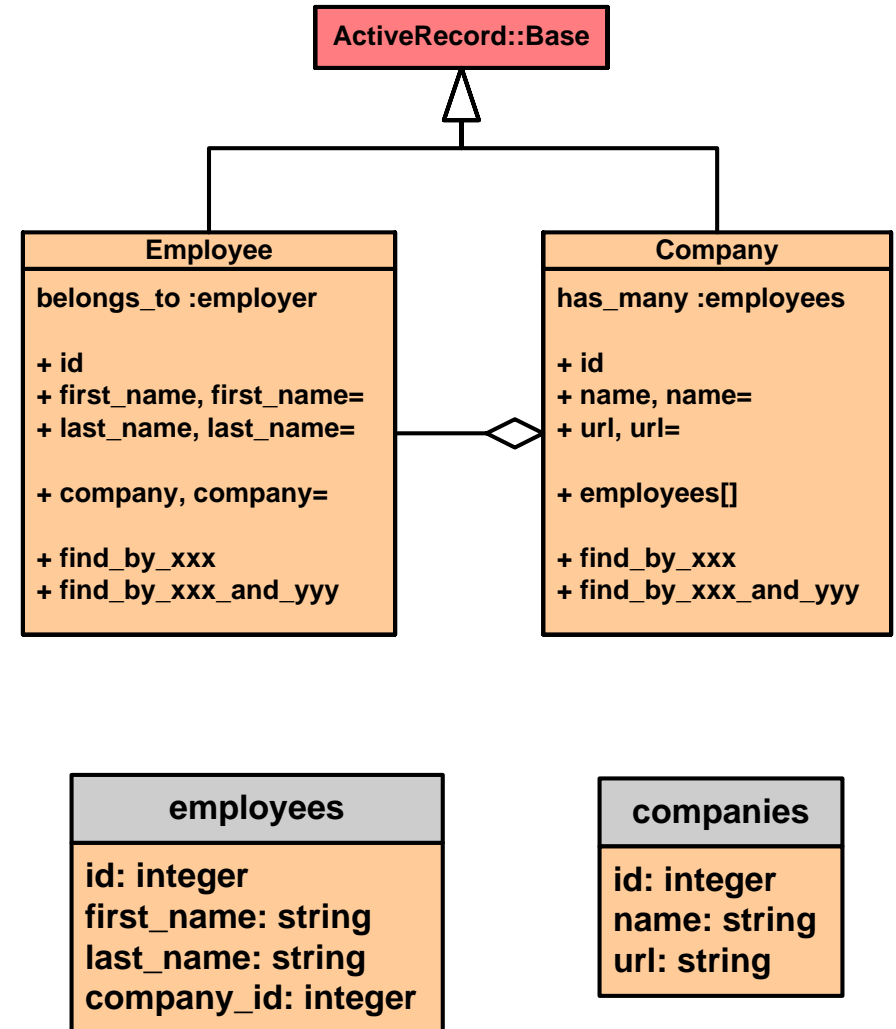 ActiveRecord::Base
Employee
belongs_to :employer
+ id
+ first_name, first_name=
+ last_name, last_name=
+ company, company=
+ find_by_xxx
+ find_by_xxx_and_yyy
Company
has_many :employees
+ id
+ name, name=
+ url, url=
+ employees[]
+ find_by_xxx
+ find_by_xxx_and_yyy
employees
id: integer
first_name: string
last_name: string
company_id: integer
companies
id: integer
name: string
url: string